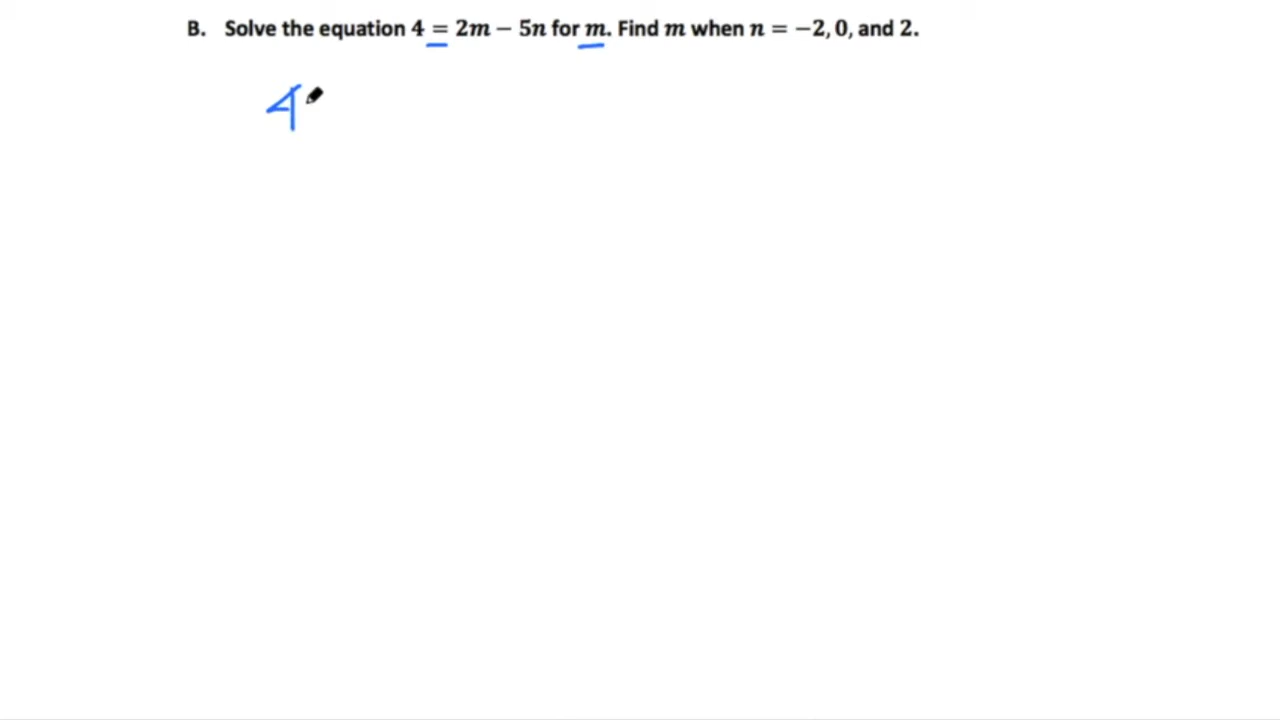 B. Solve the equation 4 = 2m − 5n for m. Find m when n = −2, 0, and 2.
4